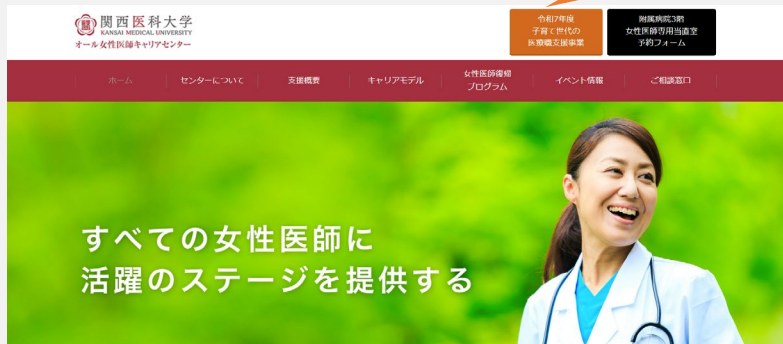 関西医科大学
KANSAI MEDICAL UNIVERSITY
オール女性医師キャリアセンター
令和7年度
子育て世代の
医療職支援事業
附属病院3階
女性医師専用当直室
予約フォーム
ホーム
センターについて
支援概要
キャリアモデル
女性医師復帰
プログラム
イベント情報
ご相談窓口
すべての女性医師に
活躍のステージを提供する